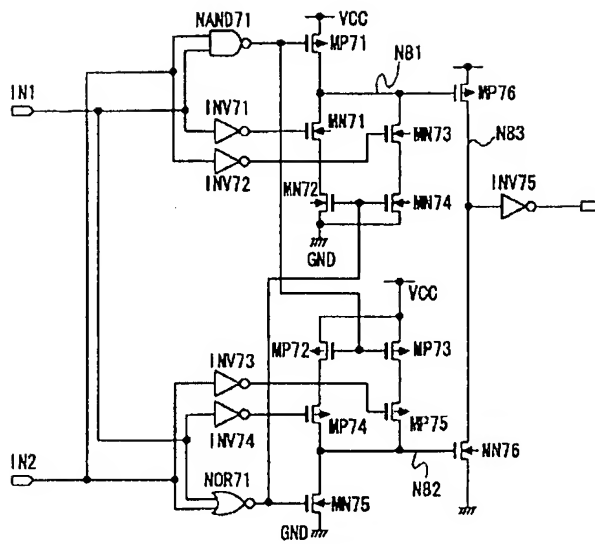 NAND71
VCC
MP71
N81
MP76
IN1
INV71
MN71
MN73
N83
INV72
INV75
MN72
MN74
GND
VCC
MP72
MP73
INV73
INV74
MP74
MP75
IN2
NOR71
MN75
N82
MN76
GND